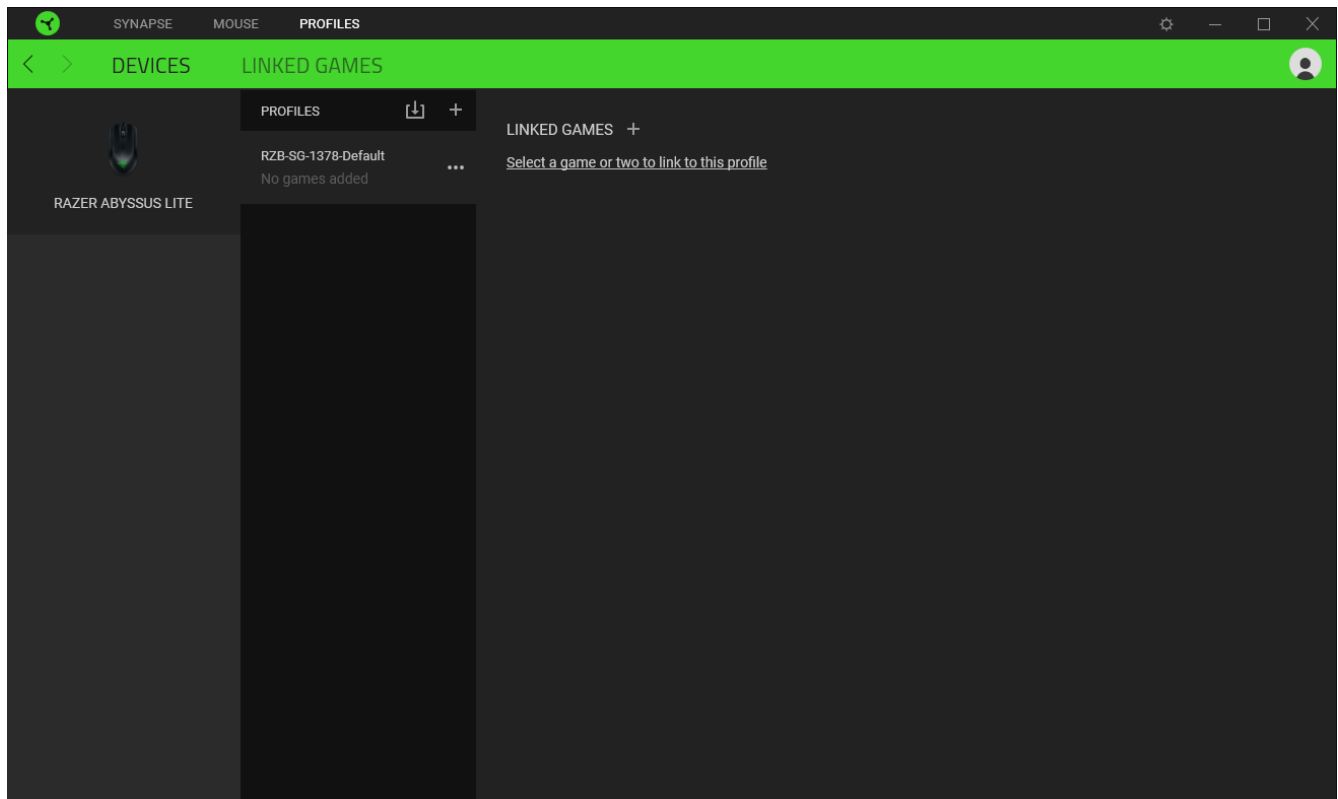 SYNAPSE MOUSE PROFILES
DEVICES LINKED GAMES
RAZER ABYSSUS LITE
PROFILES
RZB-SG-1378-Default
No games added
LINKED GAMES
Select a game or two to link to this profile